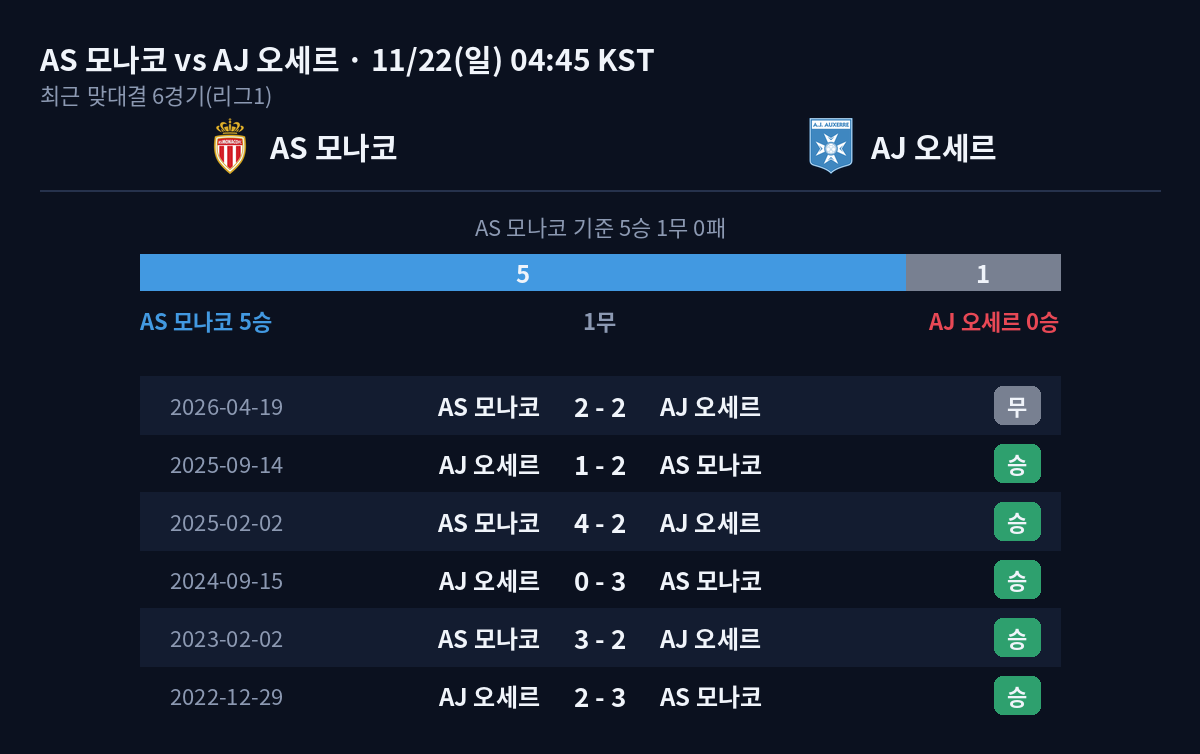 AS 모나코 vs AJ 오세르 · 11/22(일) 04:45 KST
최근 맞대결 6경기(리그1)
AS 모나코
A.J. AUXERRE
AJ 오세르
AS 모나코 기준 5승 1무 0패
5
1
AS 모나코 5승
1무
AJ 오세르 0승
2026-04-19 AS 모나코 2 - 2 AJ 오세르 무
2025-09-14 AJ 오세르 1 - 2 AS 모나코 승
2025-02-02 AS 모나코 4 - 2 AJ 오세르 승
2024-09-15 AJ 오세르 0 - 3 AS 모나코 승
2023-02-02 AS 모나코 3 - 2 AJ 오세르 승
2022-12-29 AJ 오세르 2 - 3 AS 모나코 승